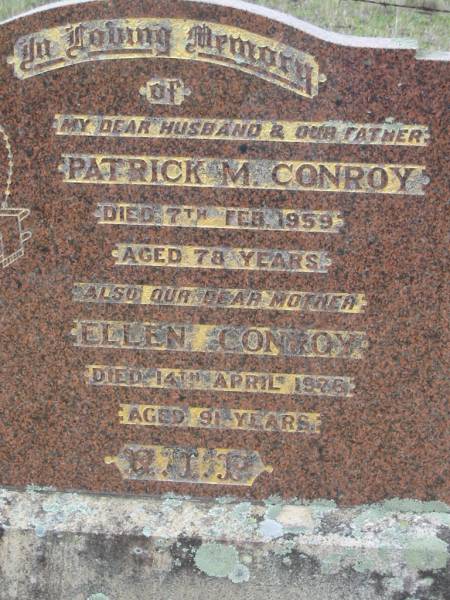 In Loving Memory
of
MY DEAR HUSBAND & OUR FATHER
PATRICK M. CONROY
DIED 7TH FEB. 1959
AGED 78 YEARS.
ALSO OUR DEAR MOTHER
ELLEN CONROY
DIED 14TH APRIL 1975
AGED 91 YEARS.
R.I.P.